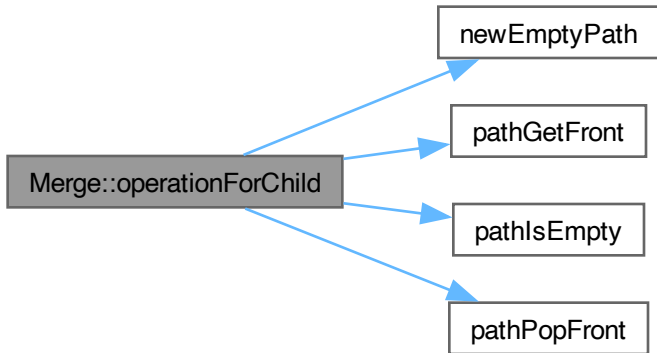 newEmptyPath
pathGetFront
Merge::operationForChild
pathIsEmpty
pathPopFront